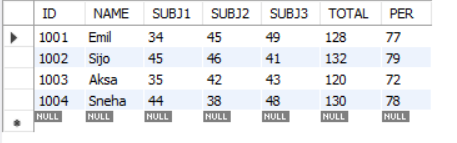 ID NAME SUBJ1 SUBJ2 SUBJ3 TOTAL PER
1001 Emil 34 45 49 128 77
1002 Sijo 45 46 41 132 79
1003 Aksa 35 42 43 120 72
1004 Sneha 44 38 48 130 78
NULL NULL NULL NULL NULL NULL NULL